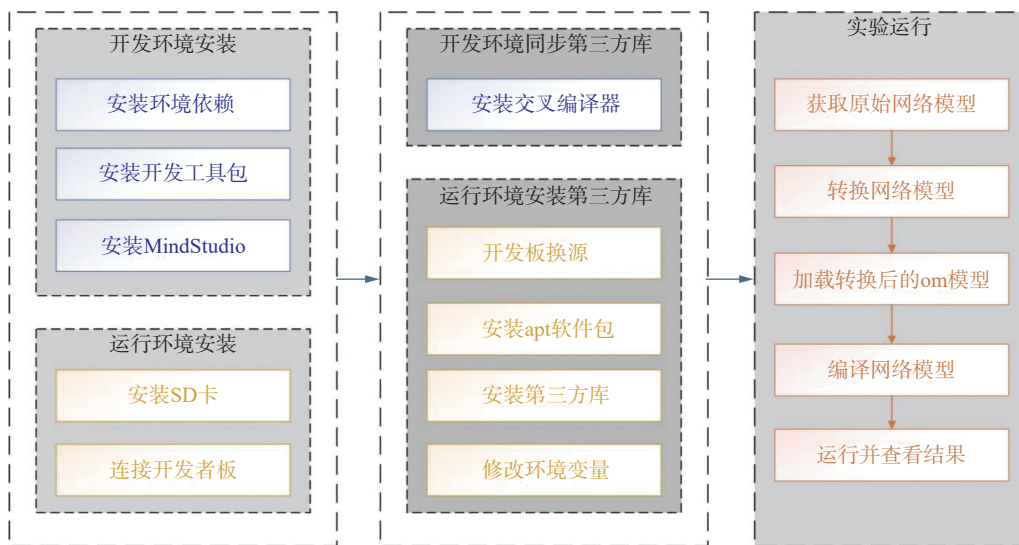 开发环境安装
安装环境依赖
安装开发工具包
安装MindStudio
运行环境安装
安装SD卡
连接开发者板
开发环境同步第三方库
安装交叉编译器
运行环境安装第三方库
开发板换源
安装apt软件包
安装第三方库
修改环境变量
实验运行
获取原始网络模型
转换网络模型
加载转换后的om模型
编译网络模型
运行并查看结果